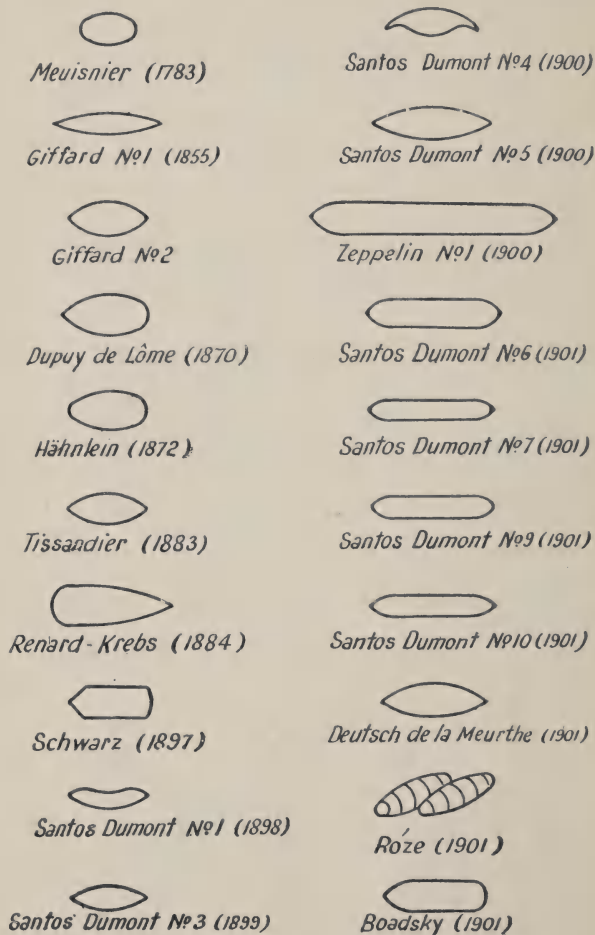 Meuisnier (1783)
Giffard Nº1 (1855)
Giffard Nº2
Dupuy de Lôme (1870)
Hähnlein (1872)
Tissandier (1883)
Renard-Krebs (1884)
Schwarz (1897)
Santos Dumont Nº1 (1898)
Santos Dumont Nº3 (1899)
Santos Dumont Nº4 (1900)
Santos Dumont Nº5 (1900)
Zeppelin Nº1 (1900)
Santos Dumont Nº6 (1901)
Santos Dumont Nº7 (1901)
Santos Dumont Nº9 (1901)
Santos Dumont Nº10 (1901)
Deutsch de la Meurthe (1901)
Róze (1901)
Boadsky (1901)